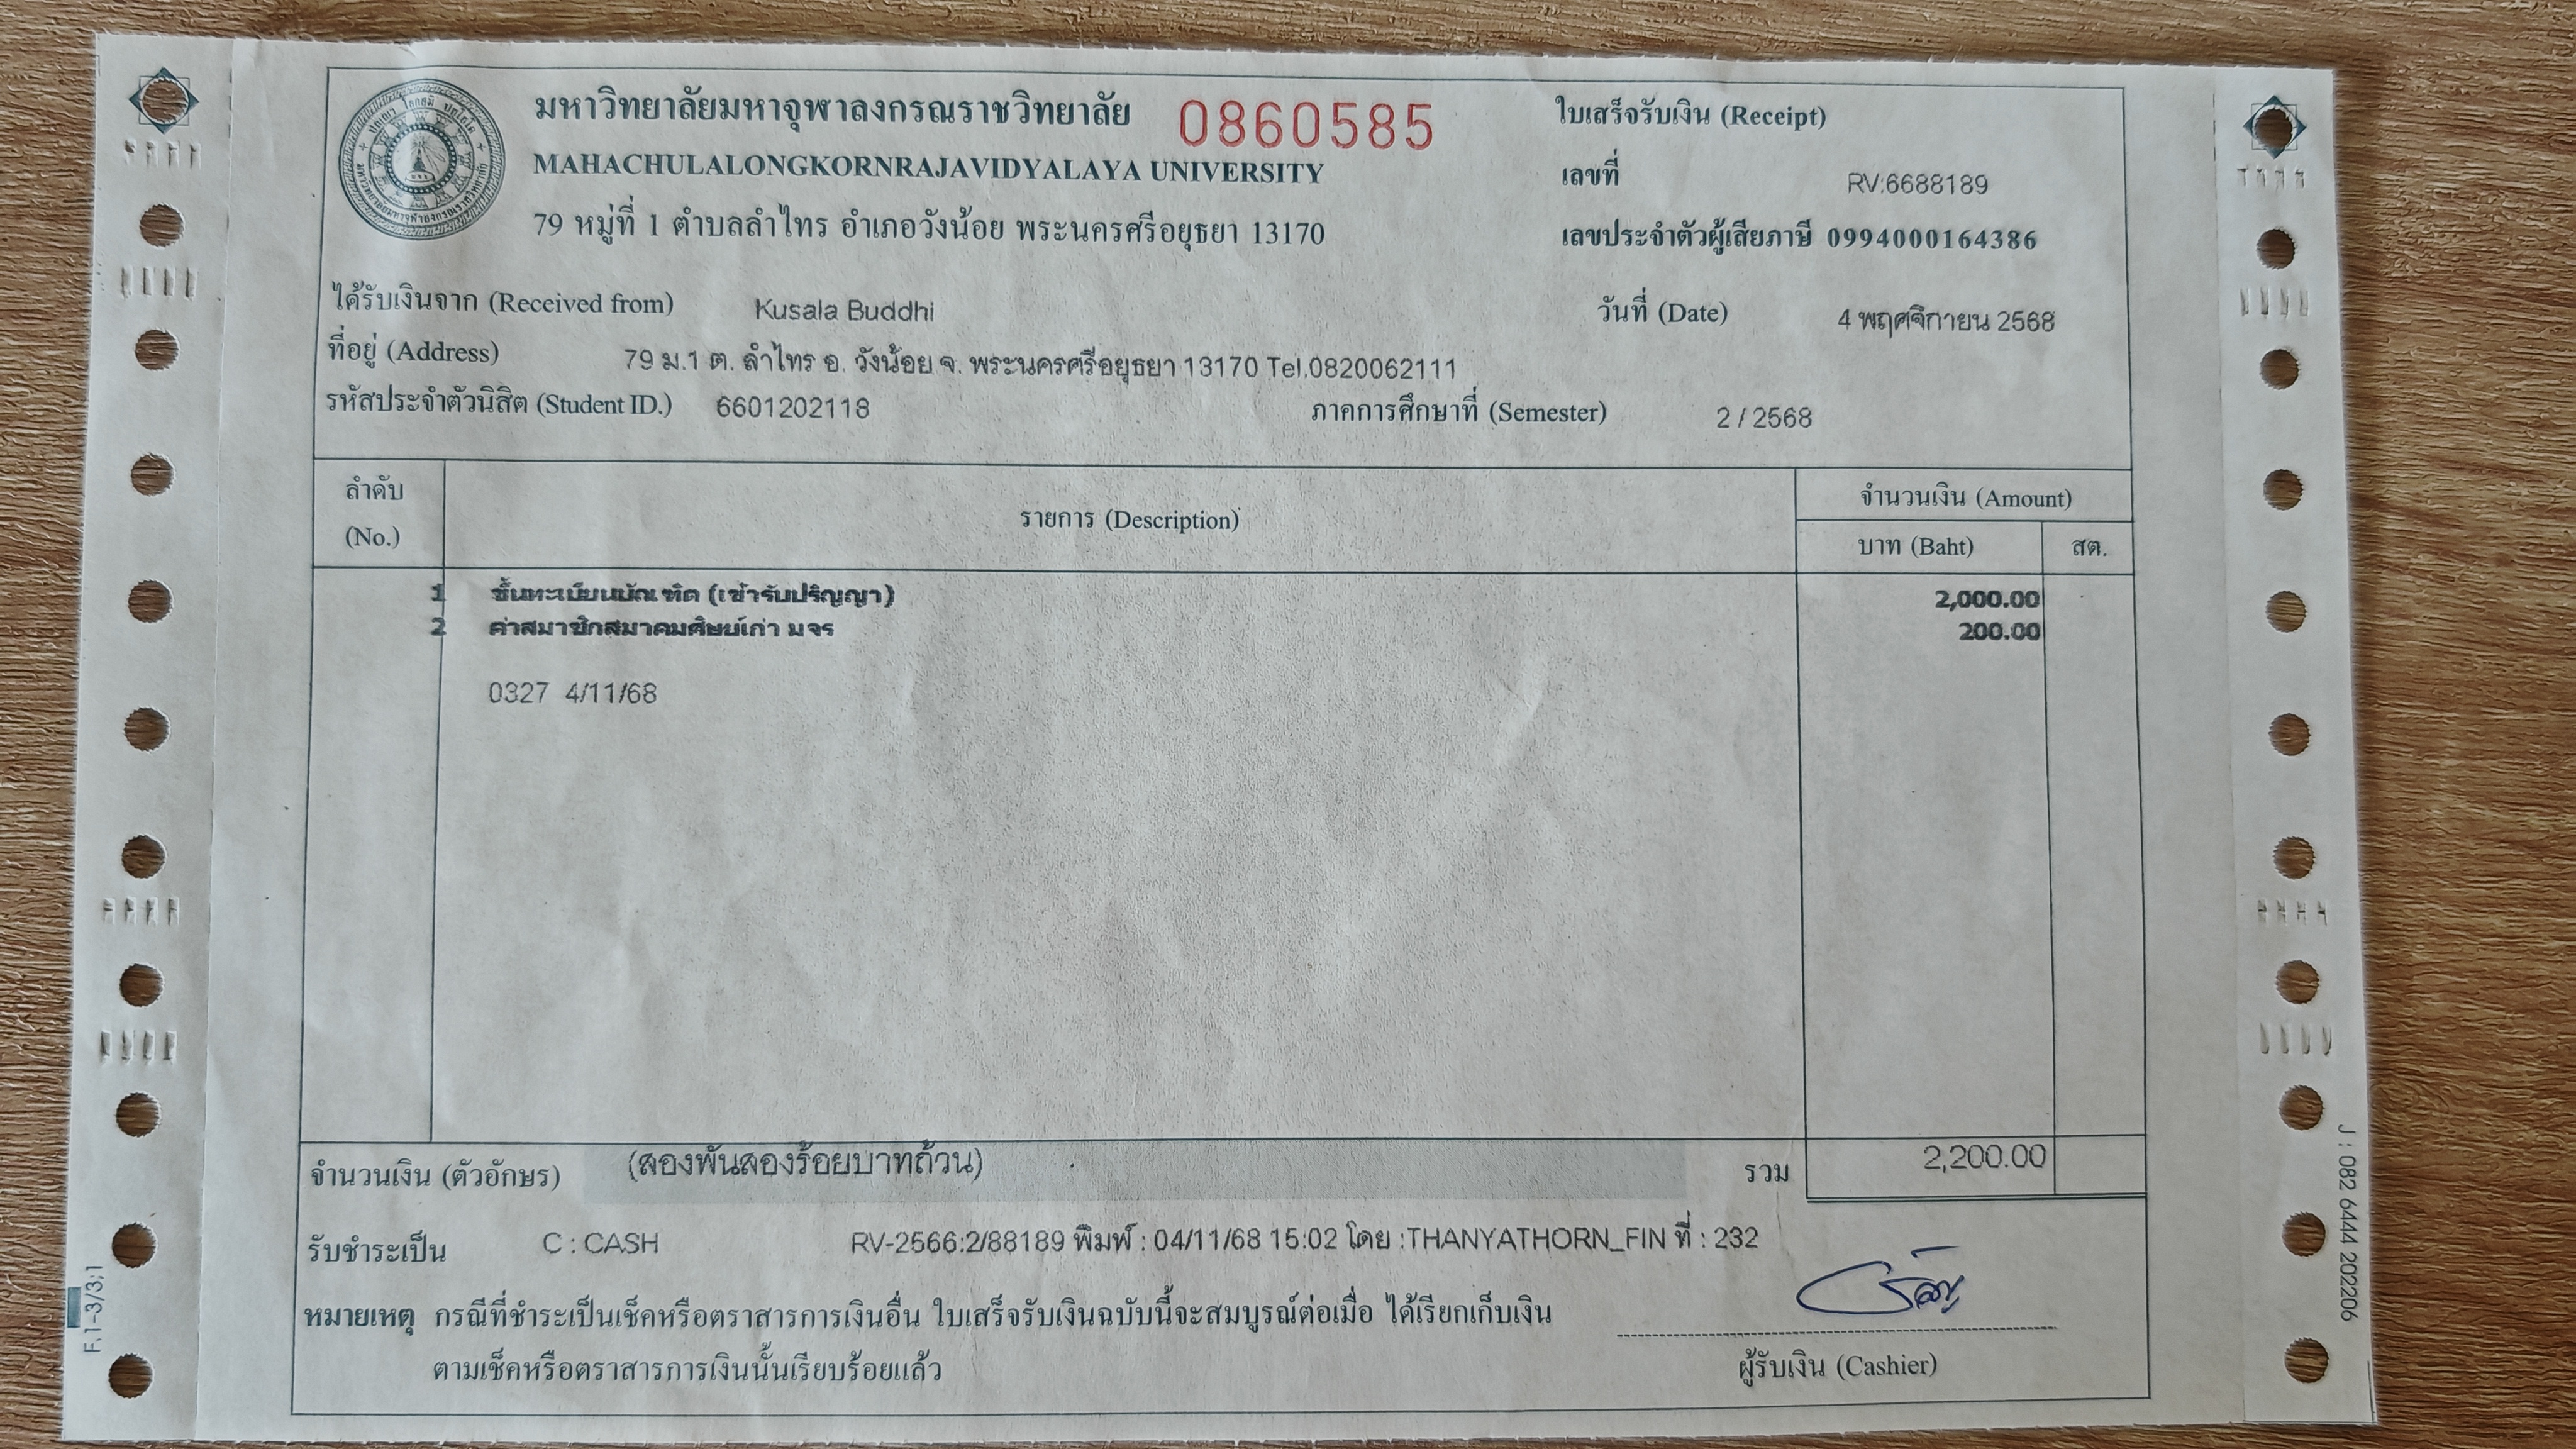 มหาวิทยาลัยมหาจุฬาลงกรณราชวิทยาลัย 0860585 ใบเสร็จรับเงิน (Receipt)
MAHACHULALONGKORNRAJAVIDYALAYA UNIVERSITY
เลขที่ RV:6688189
79 หมู่ที่ 1 ตำบลลำไทร อำเภอวังน้อย พระนครศรีอยุธยา 13170
เลขประจำตัวผู้เสียภาษี 0994000164386
ได้รับเงินจาก (Received from) Kusala Buddhi วันที่ (Date) 4 พฤศจิกายน 2568
ที่อยู่ (Address) 79 ม.1 ต. ลำไทร อ. วังน้อย จ. พระนครศรีอยุธยา 13170 Tel.0820062111
รหัสประจำตัวนิสิต (Student ID.) 6601202118 ภาคการศึกษาที่ (Semester) 2 / 2568
ลำดับ (No.) รายการ (Description) จำนวนเงิน (Amount)
บาท (Baht) สต.
1 ขึ้นทะเบียนบัณฑิต (เข้ารับปริญญา) 2,000.00
2 ค่าสมาชิกสมาคมศิษย์เก่า มจร 200.00
0327 4/11/68
จำนวนเงิน (ตัวอักษร) (สองพันสองร้อยบาทถ้วน) รวม 2,200.00
รับชำระเป็น C : CASH RV-2566:2/88189 พิมพ์ : 04/11/68 15:02 โดย :THANYATHORN_FIN ที่ : 232
หมายเหตุ กรณีที่ชำระเป็นเช็คหรือตราสารการเงินอื่น ใบเสร็จรับเงินฉบับนี้จะสมบูรณ์ต่อเมื่อ ได้เรียกเก็บเงิน
ตามเช็คหรือตราสารการเงินนั้นเรียบร้อยแล้ว
ผู้รับเงิน (Cashier)
F.1-3/3:1
J : 082 6444 202206